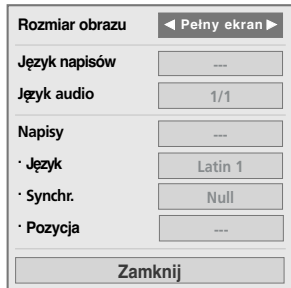 Rozmiar obrazu ◀ Pełny ekran ▶
Język napisów ---
Język audio 1/1
Napisy ---
· Język Latin 1
· Synchr. Null
· Pozycja ---
Zamknij